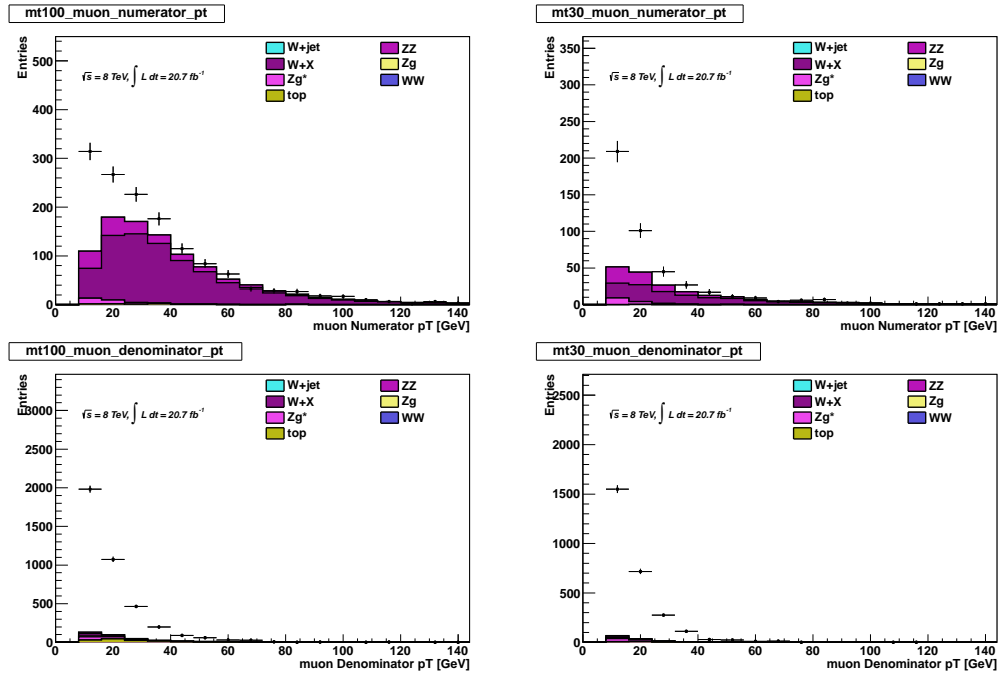 mt100_muon_numerator_pt
Entries
500
400
300
200
100
0
√s = 8 TeV, ∫ L dt = 20.7 fb⁻¹
W+jet
W+X
Zg*
top
ZZ
Zg
WW
0 20 40 60 80 100 120 140
muon Numerator pT [GeV]
mt30_muon_numerator_pt
Entries
350
300
250
200
150
100
50
0
√s = 8 TeV, ∫ L dt = 20.7 fb⁻¹
W+jet
W+X
Zg*
top
ZZ
Zg
WW
0 20 40 60 80 100 120 140
muon Numerator pT [GeV]
mt100_muon_denominator_pt
Entries
3000
2500
2000
1500
1000
500
0
√s = 8 TeV, ∫ L dt = 20.7 fb⁻¹
W+jet
W+X
Zg*
top
ZZ
Zg
WW
0 20 40 60 80 100 120 140
muon Denominator pT [GeV]
mt30_muon_denominator_pt
Entries
2500
2000
1500
1000
500
0
√s = 8 TeV, ∫ L dt = 20.7 fb⁻¹
W+jet
W+X
Zg*
top
ZZ
Zg
WW
0 20 40 60 80 100 120 140
muon Denominator pT [GeV]